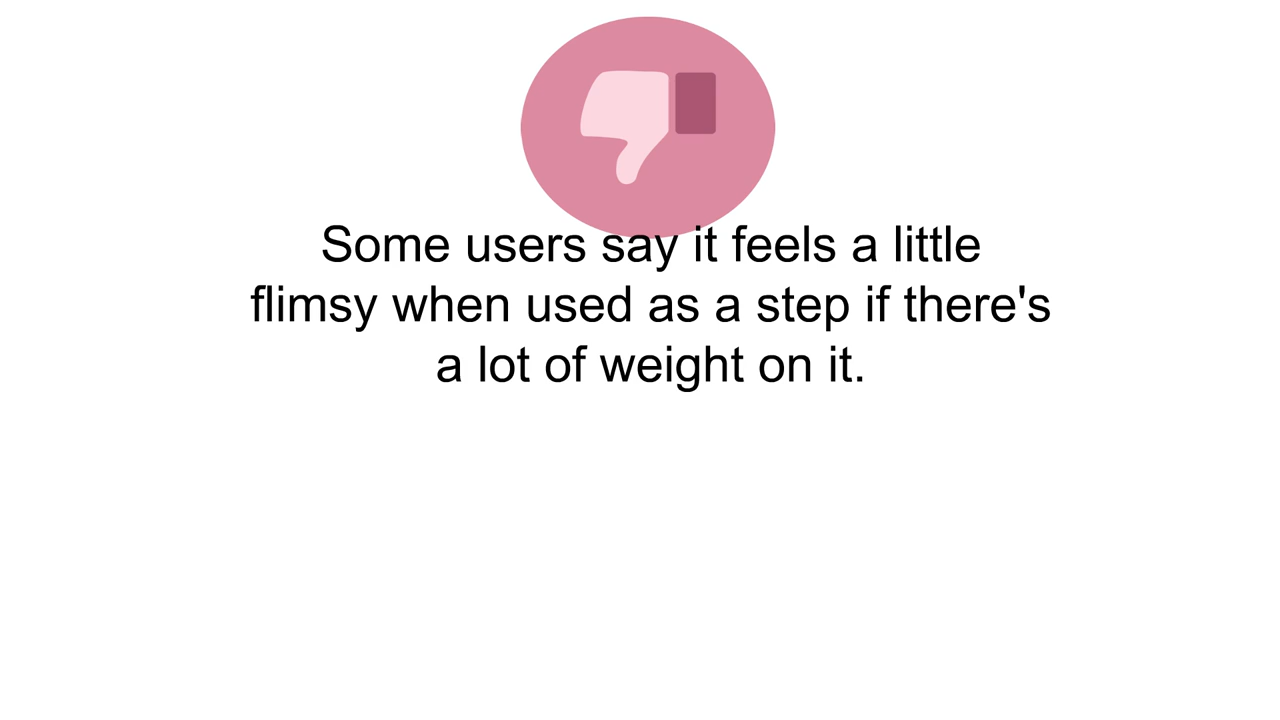 Some users say it feels a little
flimsy when used as a step if there's
a lot of weight on it.